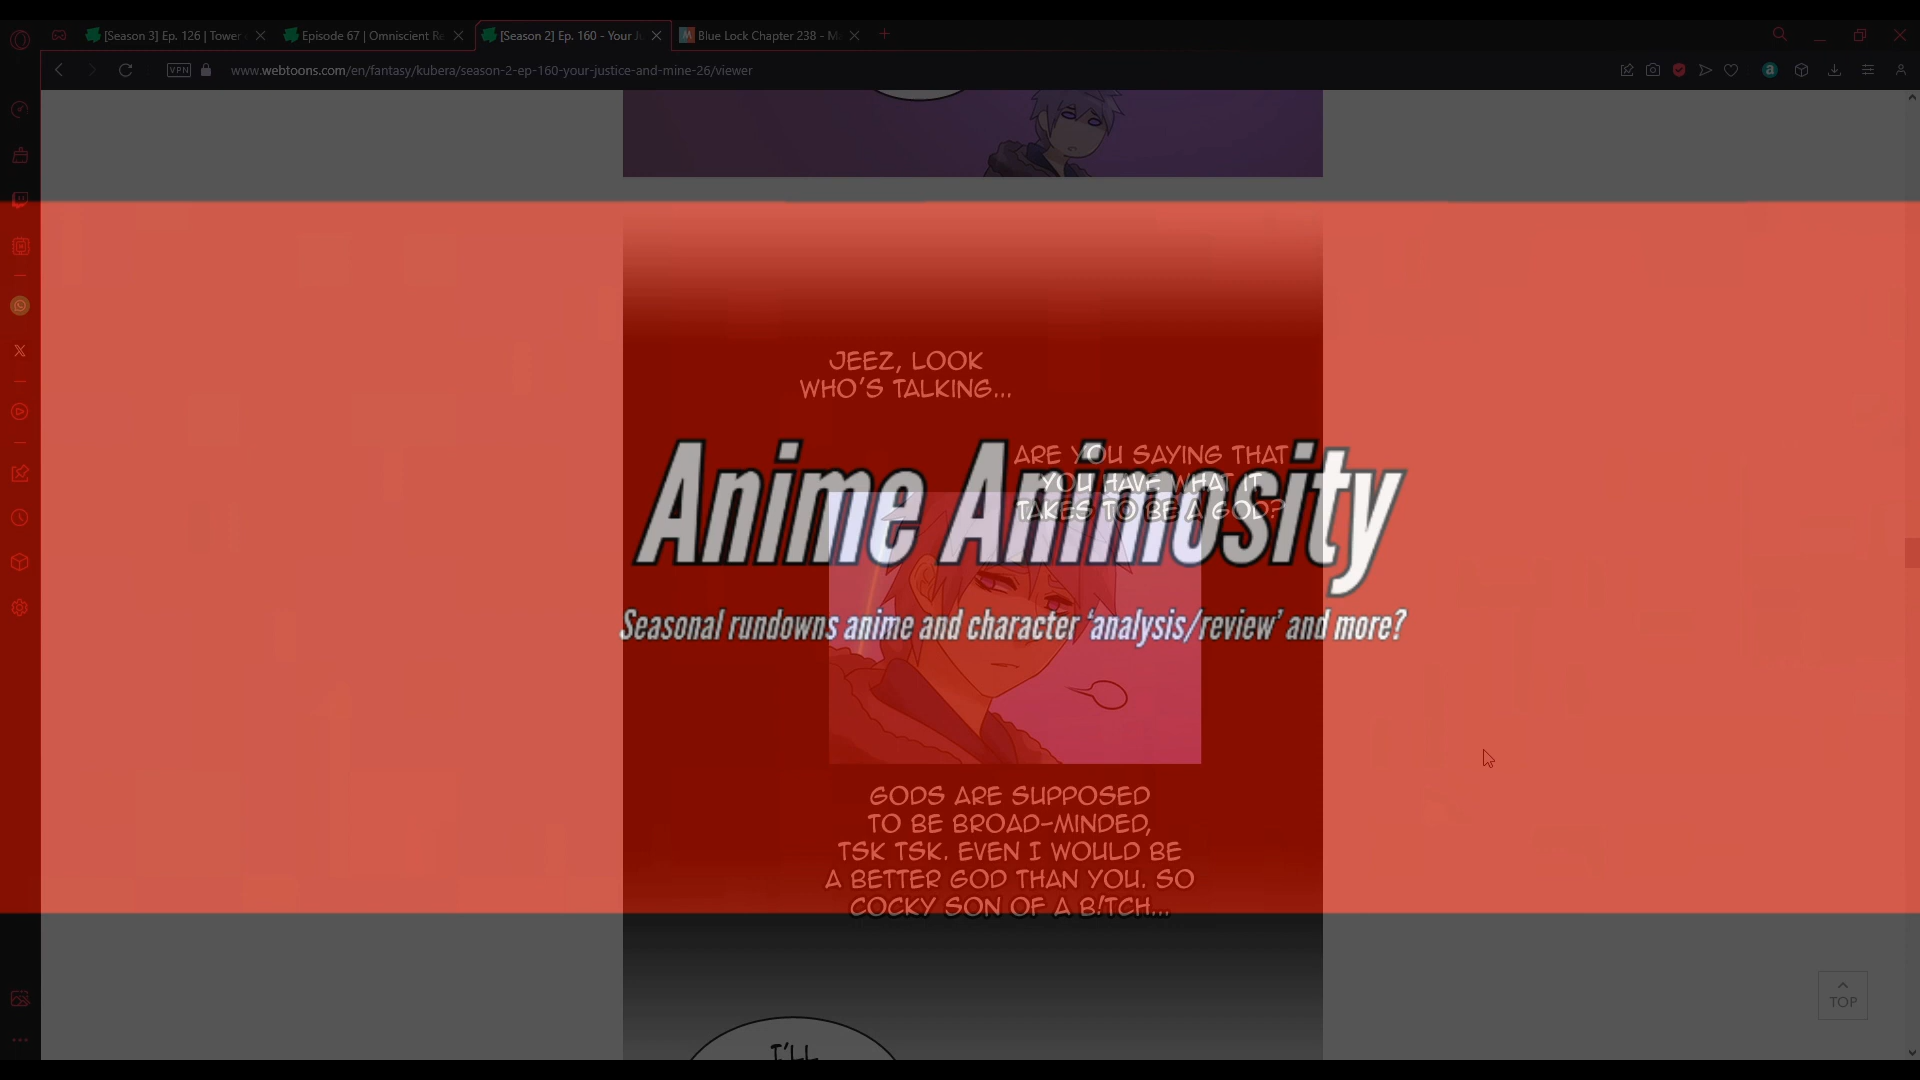 [Season 3] Ep. 126 | Tower
Episode 67 | Omniscient Re
[Season 2] Ep. 160 - Your J
Blue Lock Chapter 238 - M
VPN
www.webtoons.com/en/fantasy/kubera/season-2-ep-160-your-justice-and-mine-26/viewer
JEEZ, LOOK
WHO'S TALKING...
ARE YOU SAYING THAT
YOU HAVE WHAT IT
TAKES TO BE A GOD?
Anime Animosity
Seasonal rundowns anime and character 'analysis/review' and more?
GODS ARE SUPPOSED
TO BE BROAD-MINDED,
TSK TSK. EVEN I WOULD BE
A BETTER GOD THAN YOU. SO
COCKY SON OF A B!TCH...
TOP
I'LL